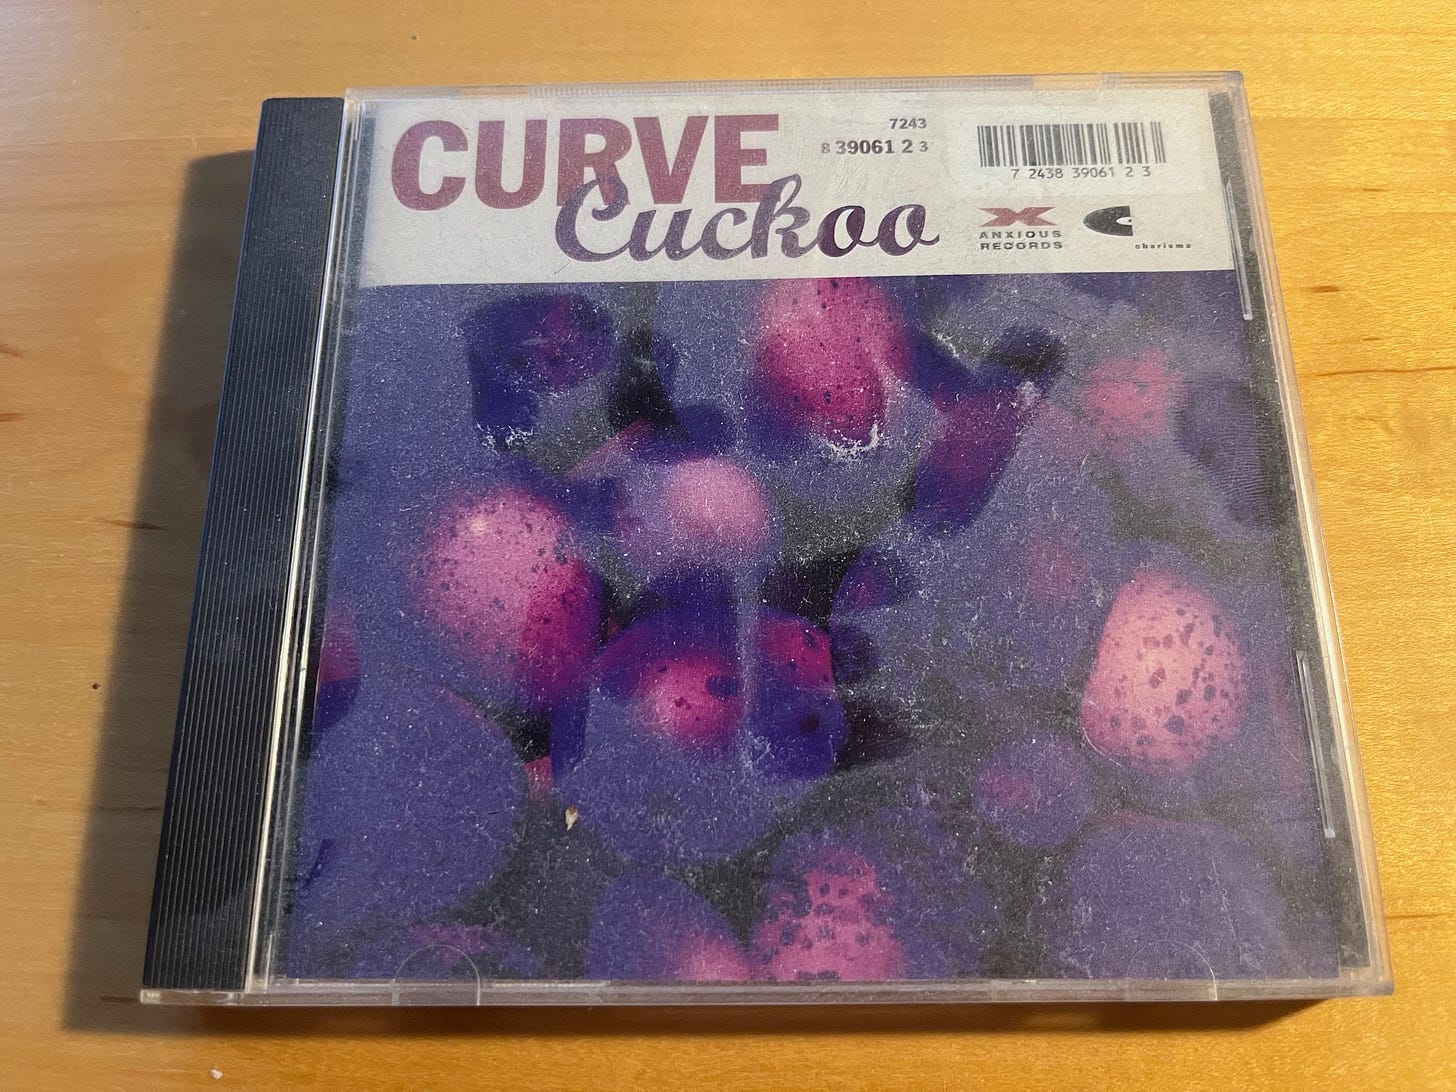 CURVE
Cuckoo
7243
8 39061 2 3
7 2438 39061 2 3
ANXIOUS
RECORDS
charisma